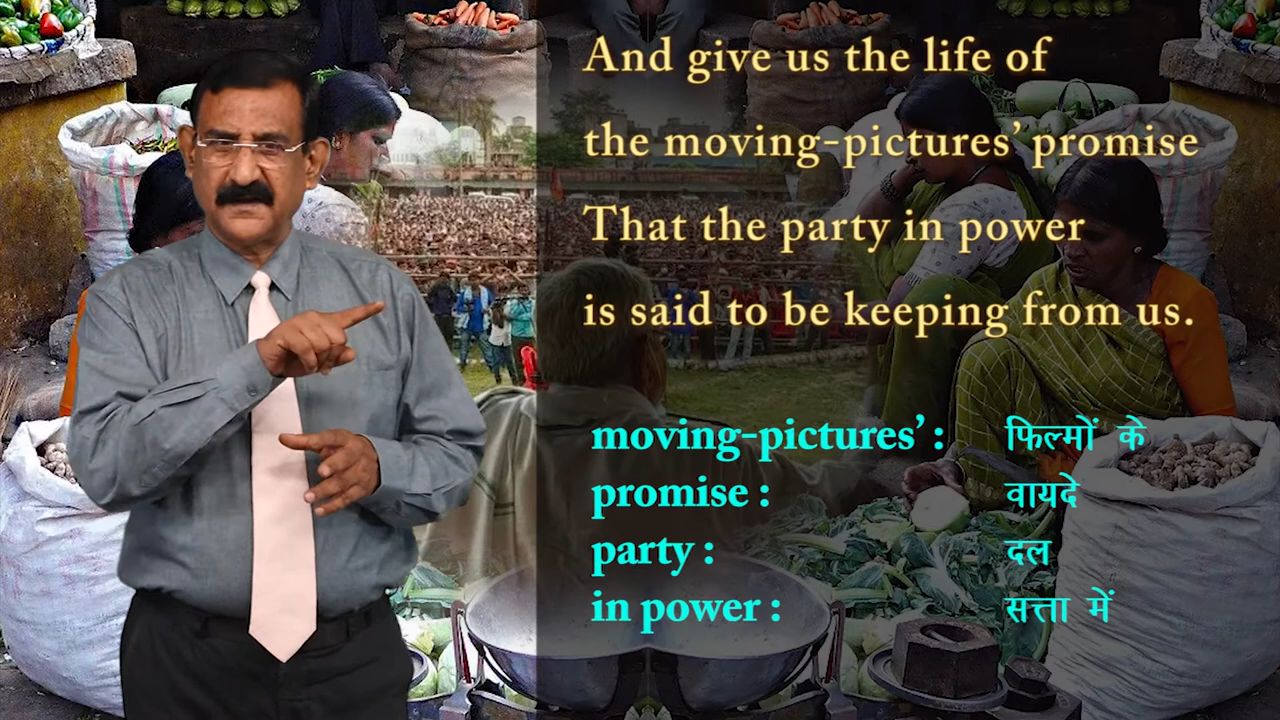 And give us the life of
the moving-pictures’ promise
That the party in power
is said to be keeping from us.
moving-pictures’ : फिल्मों के
promise : वायदे
party : दल
in power : सत्ता में